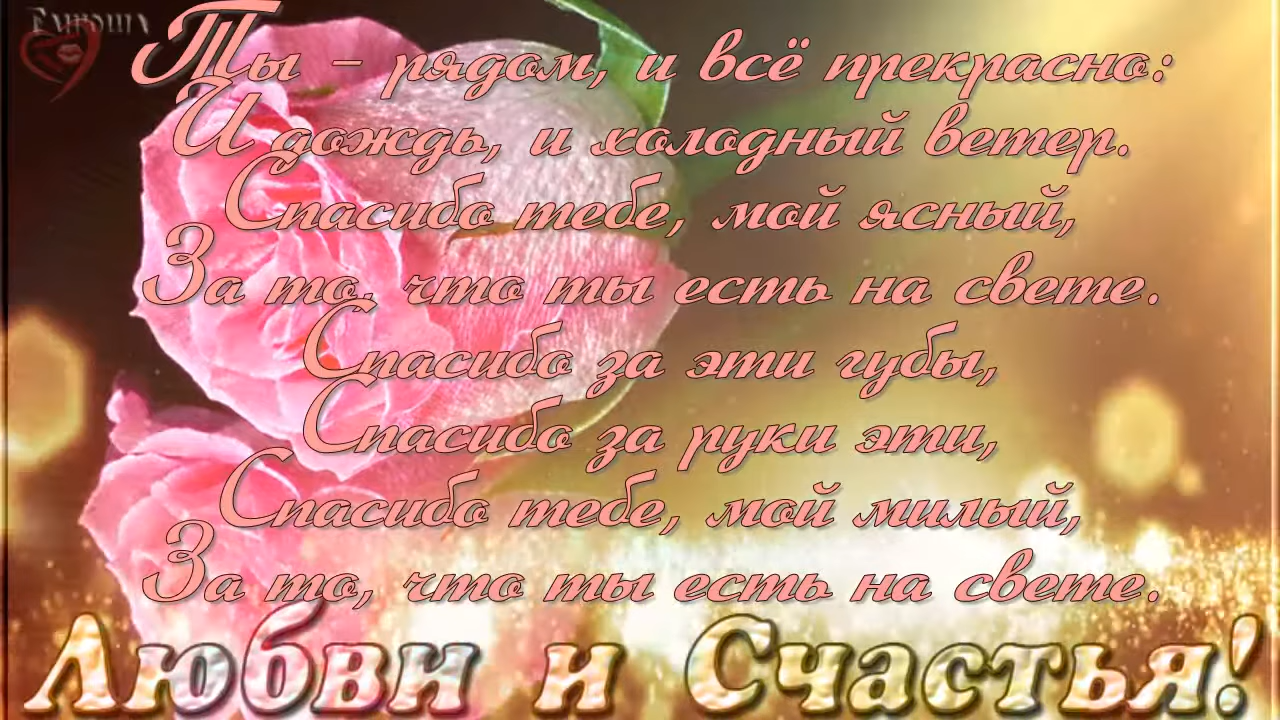 Ты – рядом, и всё прекрасно:
И дождь, и холодный ветер.
Спасибо тебе, мой ясный,
За то, что ты есть на свете.
Спасибо за эти губы,
Спасибо за руки эти,
Спасибо тебе, мой милый,
За то, что ты есть на свете.
Любви и Счастья!